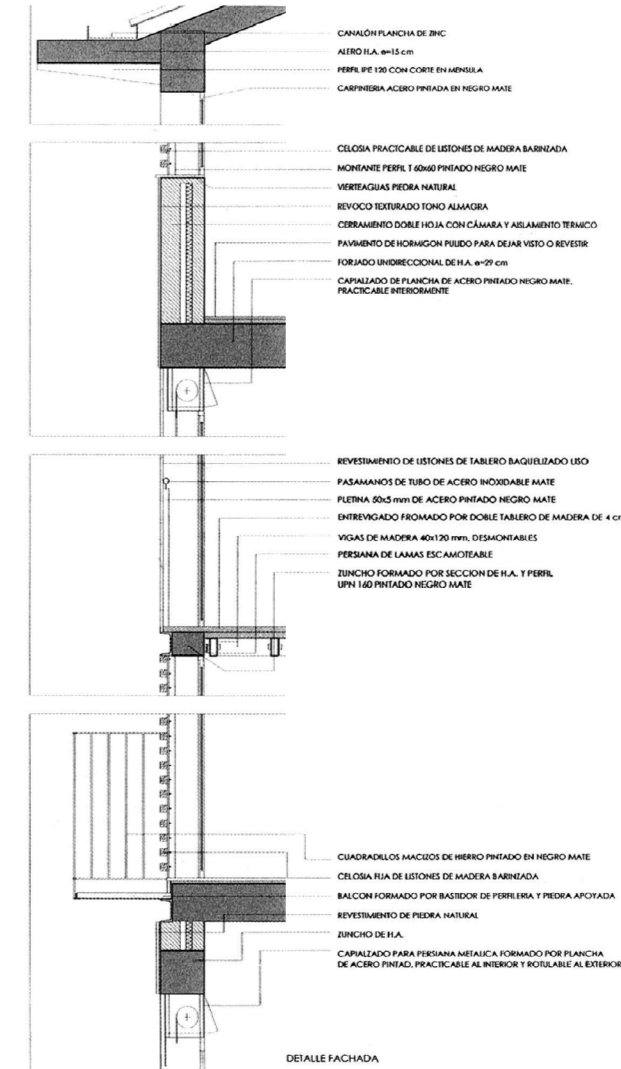 CANALÓN PLANCHA DE ZINC
ALERO H.A. e=15 cm
PERFIL IPE 120 CON CORTE EN MENSULA
CARPINTERIA ACERO PINTADA EN NEGRO MATE
CELOSIA PRACTCABLE DE LISTONES DE MADERA BARINZADA
MONTANTE PERFIL T 60x60 PINTADO NEGRO MATE
VIERTEAGUAS PIEDRA NATURAL
REVOCO TEXTURADO TONO ALMAGRA
CERRAMIENTO DOBLE HOJA CON CÁMARA Y AISLAMIENTO TERMICO
PAVIMENTO DE HORMIGON PULIDO PARA DEJAR VISTO O REVESTIR
FORJADO UNIDIRECCIONAL DE H.A. e=29 cm
CAPIALZADO DE PLANCHA DE ACERO PINTADO NEGRO MATE,
PRACTICABLE INTERIORMENTE
REVESTIMIENTO DE LISTONES DE TABLERO BAQUELIZADO LISO
PASAMANOS DE TUBO DE ACERO INOXIDABLE MATE
PLETINA 50x5 mm DE ACERO PINTADO NEGRO MATE
ENTREVIGADO FROMADO POR DOBLE TABLERO DE MADERA DE 4 cm
VIGAS DE MADERA 40x120 mm, DESMONTABLES
PERSIANA DE LAMAS ESCAMOTEABLE
ZUNCHO FORMADO POR SECCION DE H.A. Y PERFIL
UPN 160 PINTADO NEGRO MATE
CUADRADILLOS MACIZOS DE HIERRO PINTADO EN NEGRO MATE
CELOSIA FIJA DE LISTONES DE MADERA BARINZADA
BALCON FORMADO POR BASTIDOR DE PERFILERIA Y PIEDRA APOYADA
REVESTIMIENTO DE PIEDRA NATURAL
ZUNCHO DE H.A.
CAPIALZADO PARA PERSIANA METALICA FORMADO POR PLANCHA
DE ACERO PINTAD, PRACTICABLE AL INTERIOR Y ROTULABLE AL EXTERIOR
DETALLE FACHADA